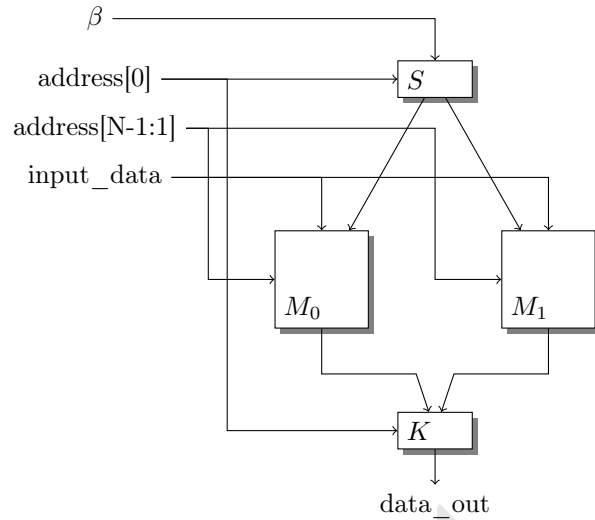 β
address[0]
S
address[N-1:1]
input_data
M₀
M₁
K
data_out